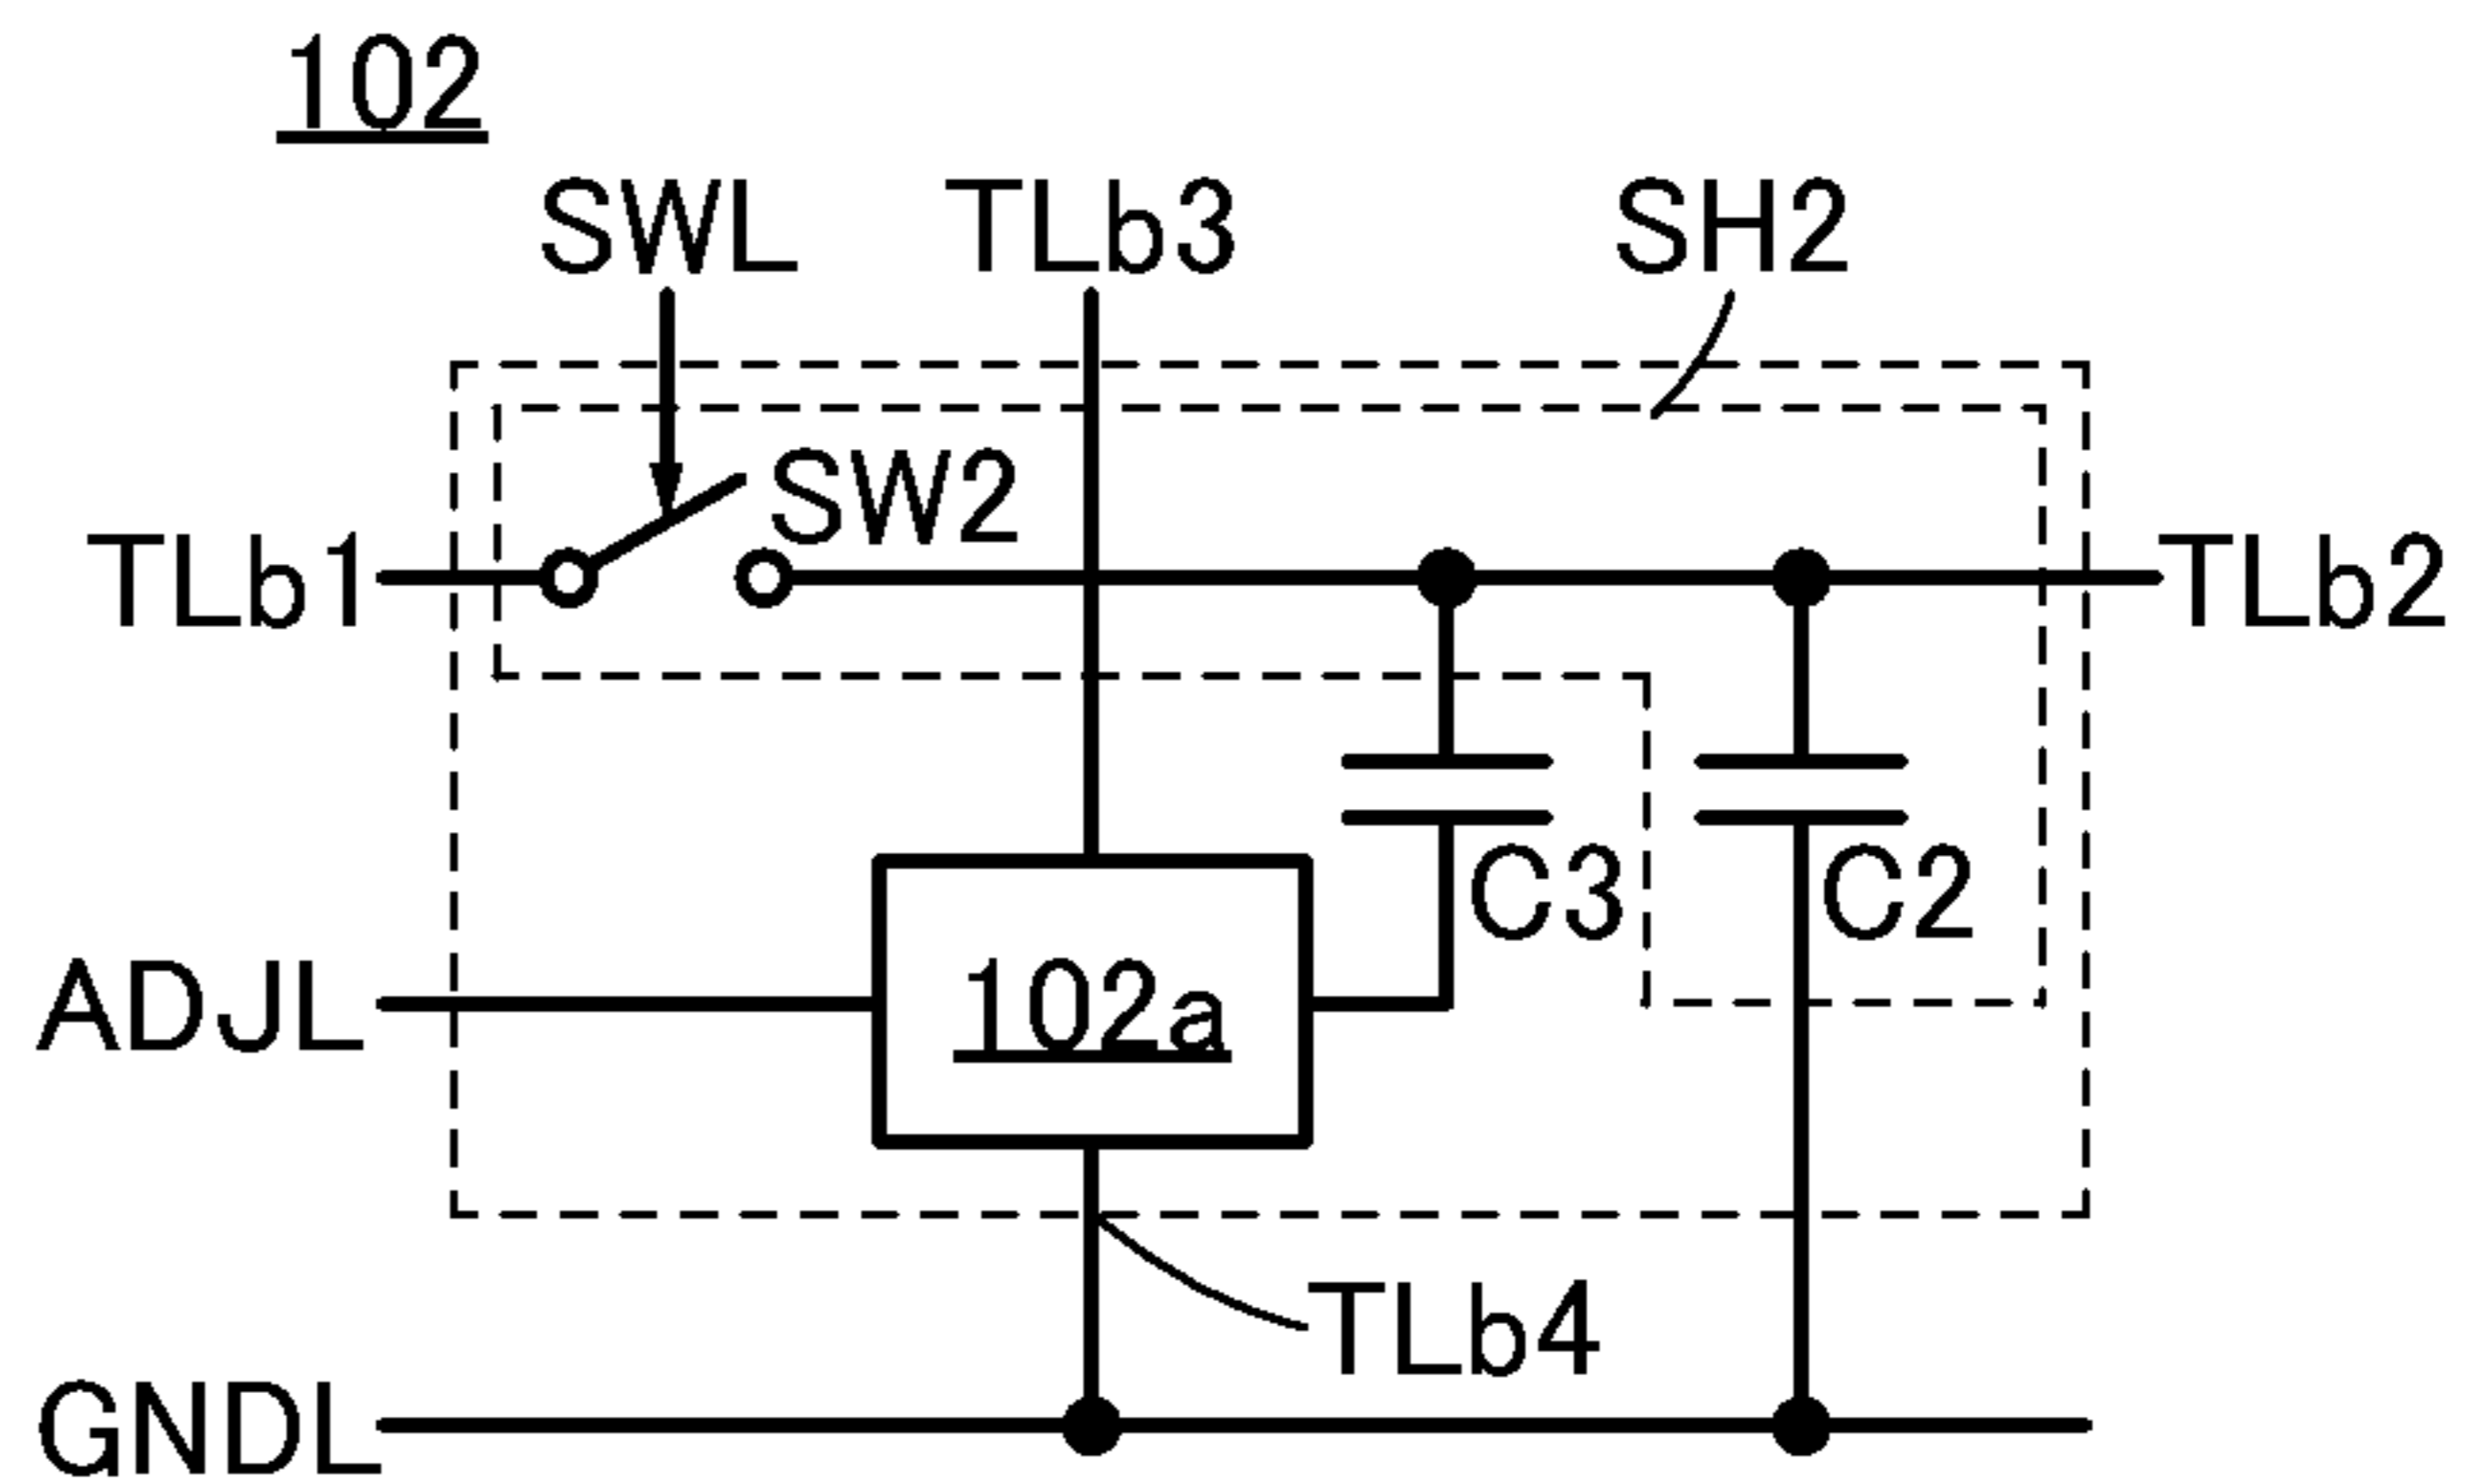 102
SWL TLb3 SH2
SW2
TLb1 TLb2
C3 C2
ADJL 102a
TLb4
GNDL